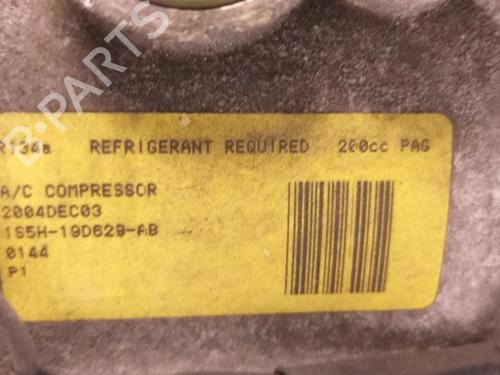 R134a REFRIGERANT REQUIRED 200cc PAG
A/C COMPRESSOR
2004DEC03
1S5H-19D629-AB
0144
P1
B-PARTS